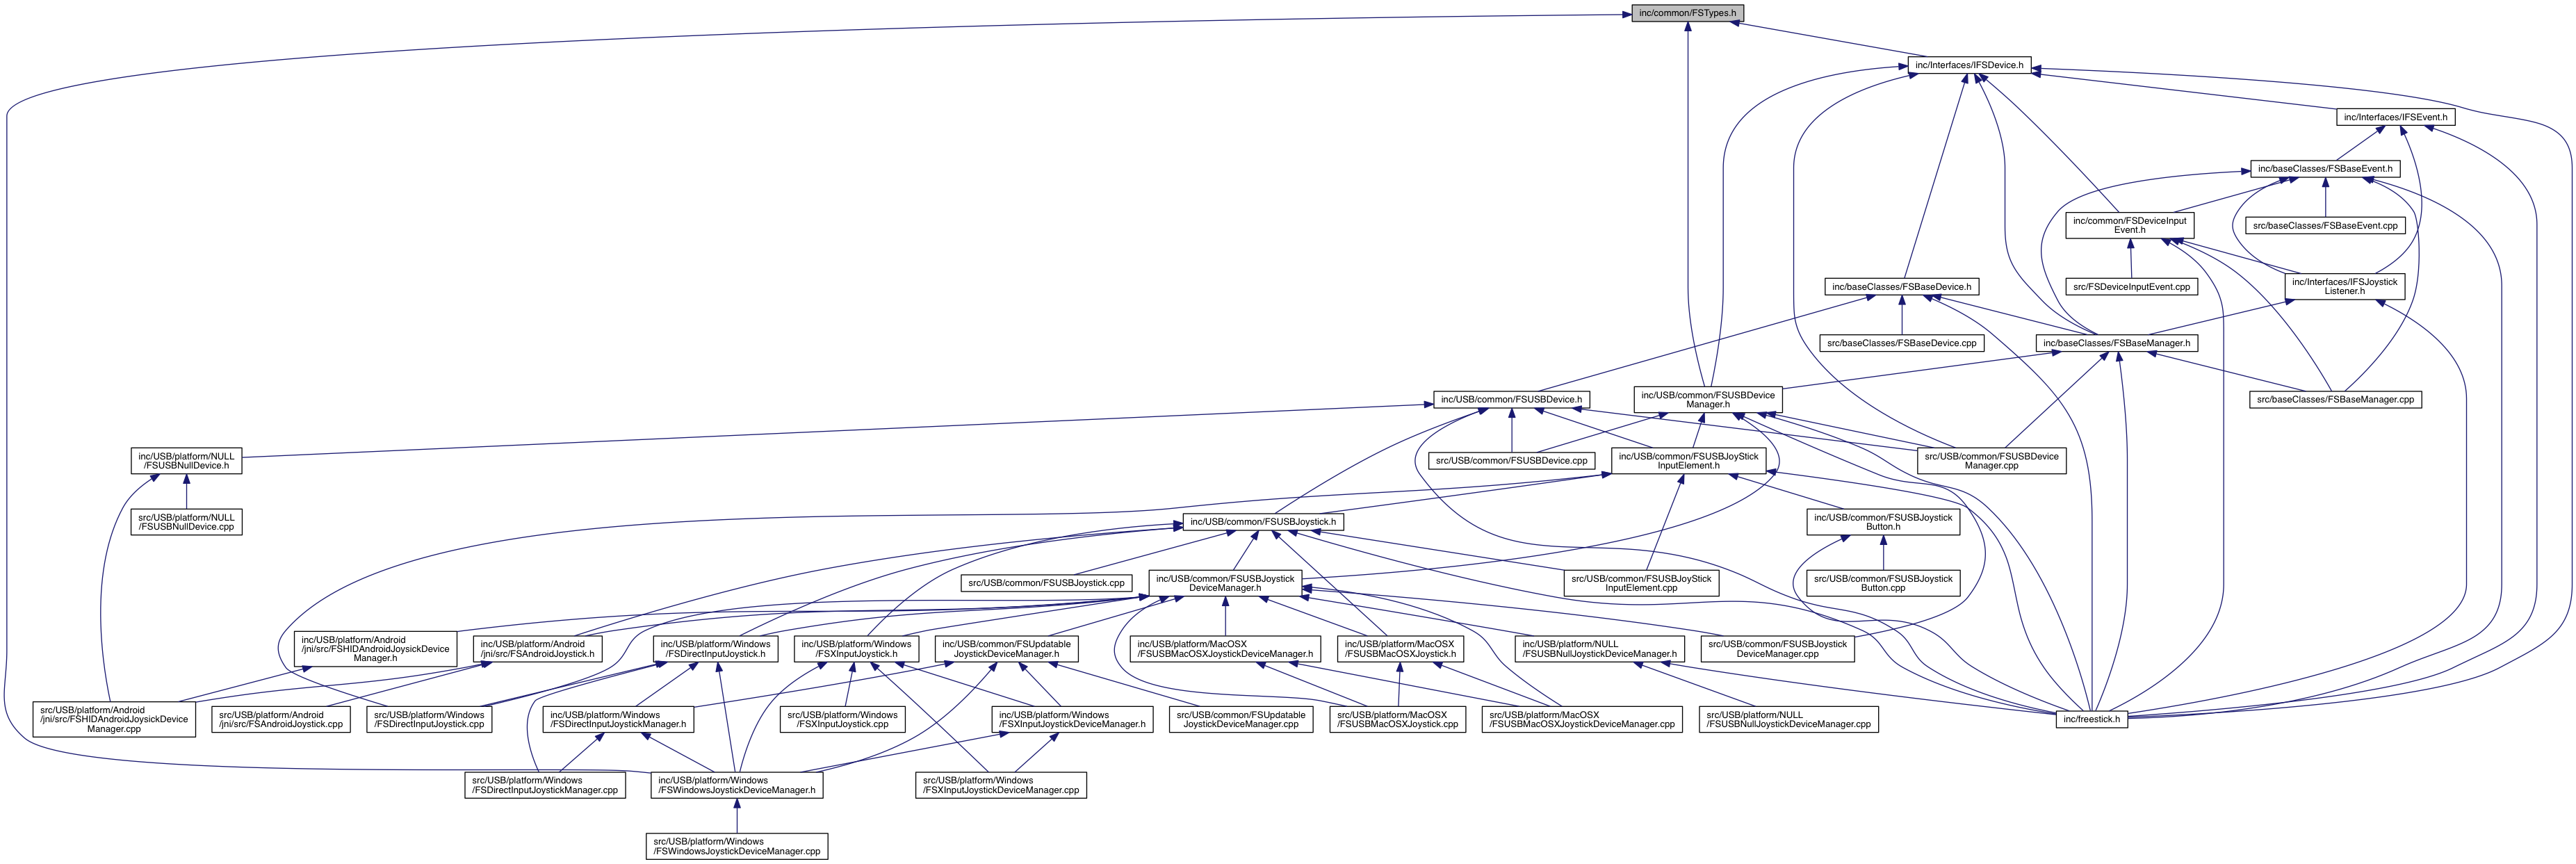 inc/common/FSTypes.h
inc/Interfaces/IFSDevice.h
inc/Interfaces/IFSEvent.h
inc/baseClasses/FSBaseEvent.h
inc/common/FSDeviceInput
Event.h
src/baseClasses/FSBaseEvent.cpp
inc/baseClasses/FSBaseDevice.h
src/FSDeviceInputEvent.cpp
inc/Interfaces/IFSJoystick
Listener.h
src/baseClasses/FSBaseDevice.cpp
inc/baseClasses/FSBaseManager.h
inc/USB/common/FSUSBDevice.h
inc/USB/common/FSUSBDevice
Manager.h
src/baseClasses/FSBaseManager.cpp
inc/USB/platform/NULL
/FSUSBNullDevice.h
src/USB/common/FSUSBDevice.cpp
inc/USB/common/FSUSBJoyStick
InputElement.h
src/USB/common/FSUSBDevice
Manager.cpp
src/USB/platform/NULL
/FSUSBNullDevice.cpp
inc/USB/common/FSUSBJoystick.h
inc/USB/common/FSUSBJoystick
Button.h
src/USB/common/FSUSBJoystick.cpp
inc/USB/common/FSUSBJoystick
DeviceManager.h
src/USB/common/FSUSBJoyStick
InputElement.cpp
src/USB/common/FSUSBJoystick
Button.cpp
inc/USB/platform/Android
/jni/src/FSHIDAndroidJoysickDevice
Manager.h
inc/USB/platform/Android
/jni/src/FSAndroidJoystick.h
inc/USB/platform/Windows
/FSDirectInputJoystick.h
inc/USB/platform/Windows
/FSXInputJoystick.h
inc/USB/common/FSUpdatable
JoystickDeviceManager.h
inc/USB/platform/MacOSX
/FSUSBMacOSXJoystickDeviceManager.h
inc/USB/platform/MacOSX
/FSUSBMacOSXJoystick.h
inc/USB/platform/NULL
/FSUSBNullJoystickDeviceManager.h
src/USB/common/FSUSBJoystick
DeviceManager.cpp
src/USB/platform/Android
/jni/src/FSHIDAndroidJoysickDevice
Manager.cpp
src/USB/platform/Android
/jni/src/FSAndroidJoystick.cpp
src/USB/platform/Windows
/FSDirectInputJoystick.cpp
inc/USB/platform/Windows
/FSDirectInputJoystickManager.h
src/USB/platform/Windows
/FSXInputJoystick.cpp
inc/USB/platform/Windows
/FSXInputJoystickDeviceManager.h
src/USB/common/FSUpdatable
JoystickDeviceManager.cpp
src/USB/platform/MacOSX
/FSUSBMacOSXJoystick.cpp
src/USB/platform/MacOSX
/FSUSBMacOSXJoystickDeviceManager.cpp
src/USB/platform/NULL
/FSUSBNullJoystickDeviceManager.cpp
inc/freestick.h
src/USB/platform/Windows
/FSDirectInputJoystickManager.cpp
inc/USB/platform/Windows
/FSWindowsJoystickDeviceManager.h
src/USB/platform/Windows
/FSXInputJoystickDeviceManager.cpp
src/USB/platform/Windows
/FSWindowsJoystickDeviceManager.cpp